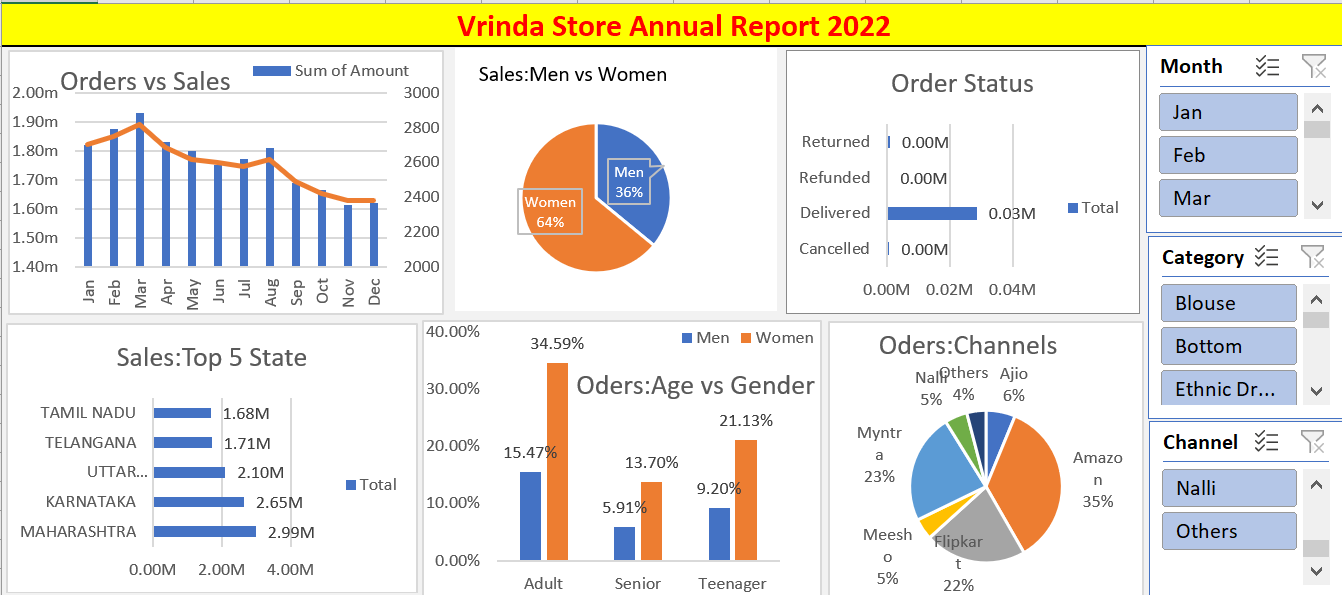 Vrinda Store Annual Report 2022
Orders vs Sales
Sum of Amount
2.00m
1.90m
1.80m
1.70m
1.60m
1.50m
1.40m
3000
2800
2600
2400
2200
2000
Jan
Feb
Mar
Apr
May
Jun
Jul
Aug
Sep
Oct
Nov
Dec
Sales:Men vs Women
Men
36%
Women
64%
Order Status
Returned
0.00M
Refunded
0.00M
Delivered
0.03M
Cancelled
0.00M
0.00M 0.02M 0.04M
Total
Month
Jan
Feb
Mar
Category
Blouse
Bottom
Ethnic Dr...
Channel
Nalli
Others
Sales:Top 5 State
TAMIL NADU 1.68M
TELANGANA 1.71M
UTTAR... 2.10M
KARNATAKA 2.65M
MAHARASHTRA 2.99M
0.00M 2.00M 4.00M
Total
40.00%
30.00%
20.00%
10.00%
0.00%
Men Women
Oders:Age vs Gender
34.59%
15.47%
13.70%
5.91%
21.13%
9.20%
Adult Senior Teenager
Oders:Channels
Nalli
5%
Others
4%
Ajio
6%
Myntr
a
23%
Amazo
n
35%
Meesh
o
5%
Flipkar
t
22%